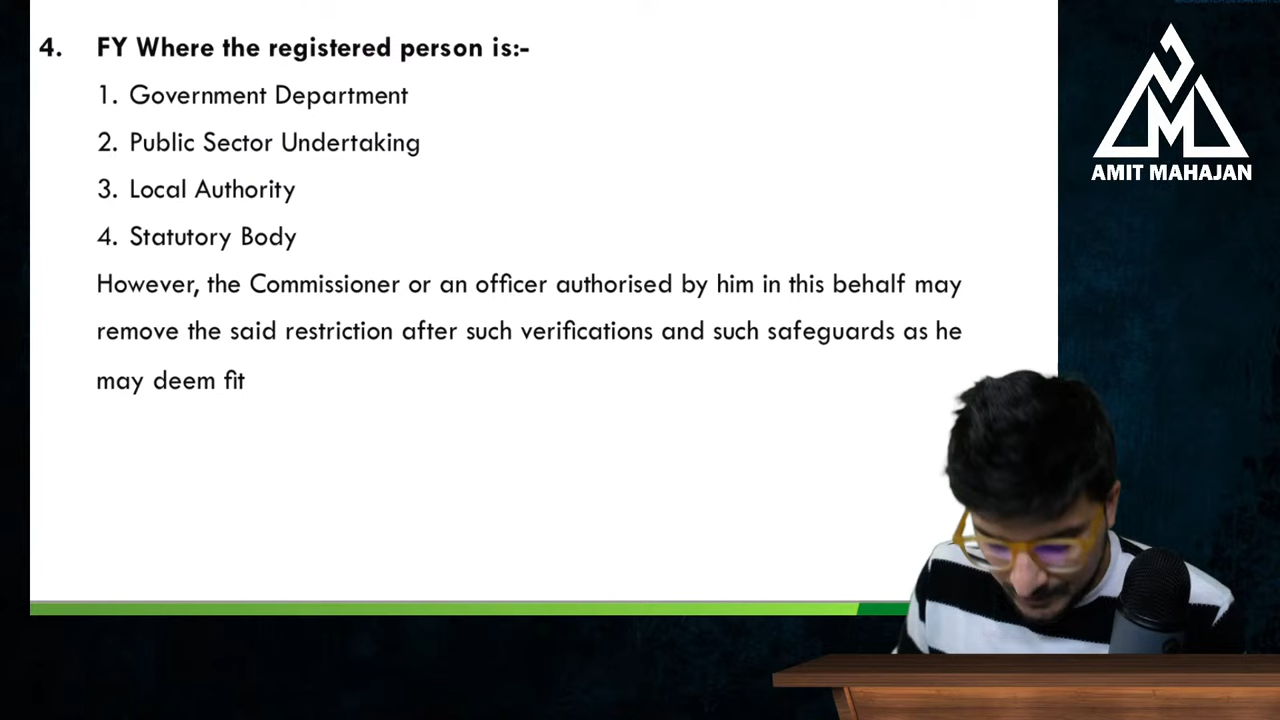 4. FY Where the registered person is:-
1. Government Department
2. Public Sector Undertaking
3. Local Authority
4. Statutory Body
However, the Commissioner or an officer authorised by him in this behalf may
remove the said restriction after such verifications and such safeguards as he
may deem fit
AMIT MAHAJAN